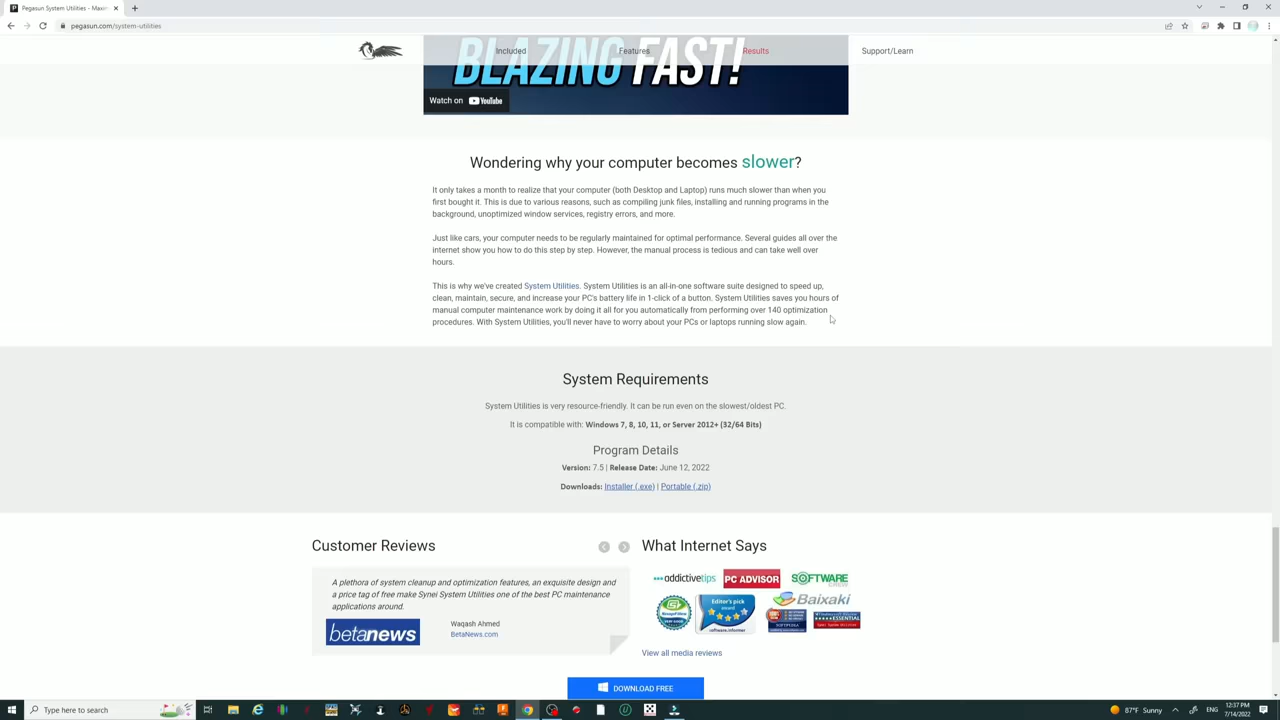 Pegasun System Utilities - Maxim
pegasun.com/system-utilities
Included
Features
Results
Support/Learn
BLAZING FAST!
Watch on YouTube
Wondering why your computer becomes slower?
It only takes a month to realize that your computer (both Desktop and Laptop) runs much slower than when you
first bought it. This is due to various reasons, such as compiling junk files, installing and running programs in the
background, unoptimized window services, registry errors, and more.
Just like cars, your computer needs to be regularly maintained for optimal performance. Several guides all over the
internet show you how to do this step by step. However, the manual process is tedious and can take well over
hours.
This is why we've created System Utilities. System Utilities is an all-in-one software suite designed to speed up,
clean, maintain, secure, and increase your PC's battery life in 1-click of a button. System Utilities saves you hours of
manual computer maintenance work by doing it all for you automatically from performing over 140 optimization
procedures. With System Utilities, you'll never have to worry about your PCs or laptops running slow again.
System Requirements
System Utilities is very resource-friendly. It can be run even on the slowest/oldest PC.
It is compatible with: Windows 7, 8, 10, 11, or Server 2012+ (32/64 Bits)
Program Details
Version: 7.5 | Release Date: June 12, 2022
Downloads: Installer (.exe) | Portable (.zip)
Customer Reviews
What Internet Says
A plethora of system cleanup and optimization features, an exquisite design and
a price tag of free make Synei System Utilities one of the best PC maintenance
applications around.
betanews
Waqash Ahmed
BetaNews.com
addictivetips
PC ADVISOR
SOFTWARE
Baixaki
Editor's pick
award
software.informer
SOFTPEDIA
ESSENTIAL
View all media reviews
DOWNLOAD FREE
Type here to search
87°F Sunny
ENG
12:37 PM
7/14/2022